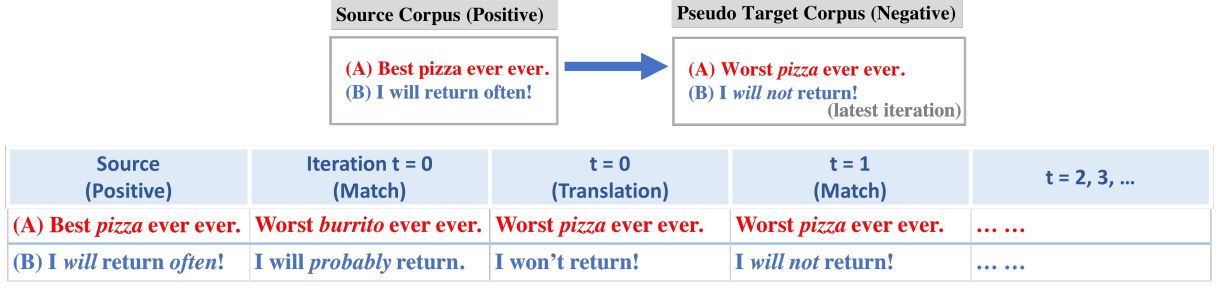 Source Corpus (Positive)
Pseudo Target Corpus (Negative)
(A) Best pizza ever ever.
(B) I will return often!
(A) Worst pizza ever ever.
(B) I will not return!
(latest iteration)
Source (Positive)
Iteration t = 0 (Match)
t = 0 (Translation)
t = 1 (Match)
t = 2, 3, ...
(A) Best pizza ever ever. Worst burrito ever ever. Worst pizza ever ever. Worst pizza ever ever. ... ...
(B) I will return often! I will probably return. I won't return! I will not return! ... ...